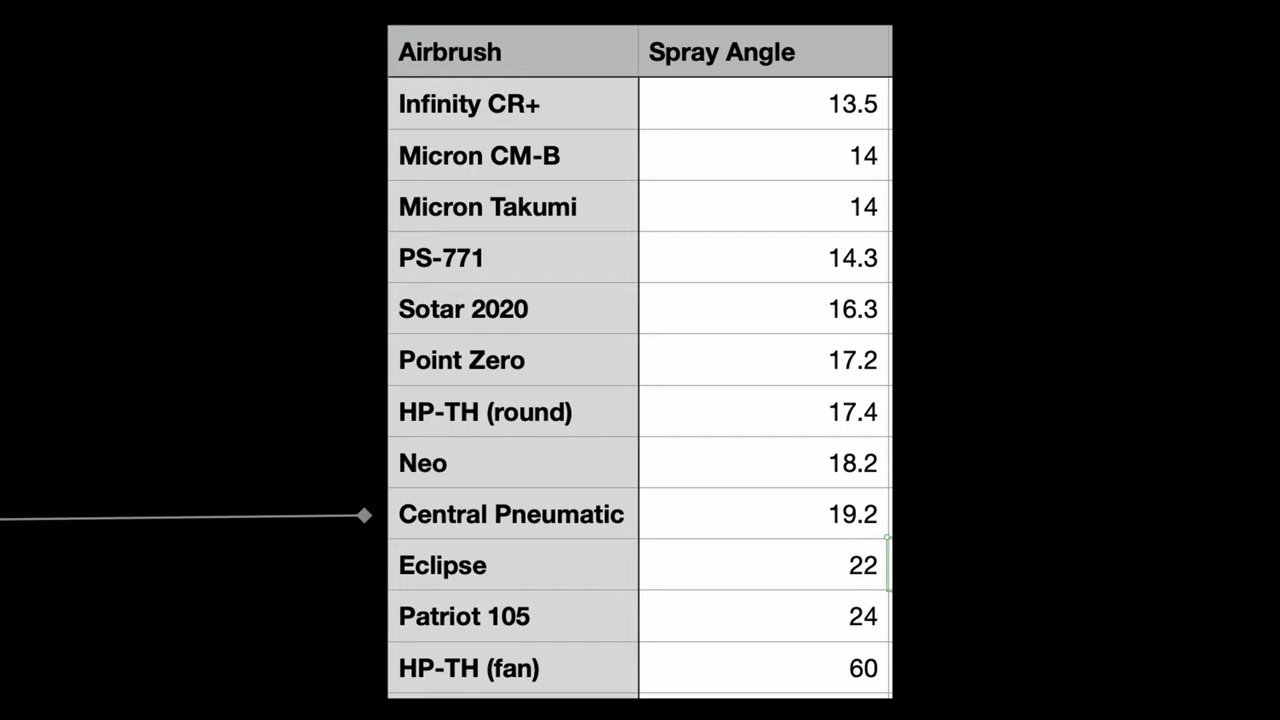 Airbrush Spray Angle
Infinity CR+ 13.5
Micron CM-B 14
Micron Takumi 14
PS-771 14.3
Sotar 2020 16.3
Point Zero 17.2
HP-TH (round) 17.4
Neo 18.2
Central Pneumatic 19.2
Eclipse 22
Patriot 105 24
HP-TH (fan) 60